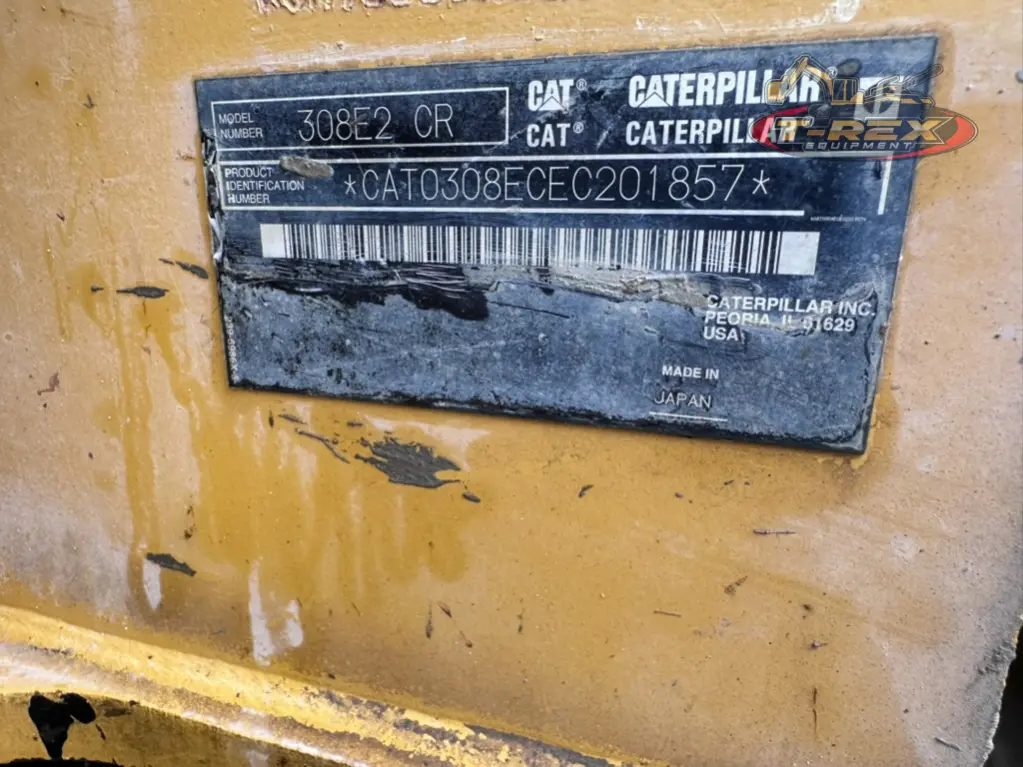 MODEL
NUMBER
308E2 CR
CAT® CATERPILLAR
CAT® CATERPILLAR
T-REX
EQUIPMENT
PRODUCT
IDENTIFICATION
NUMBER
*CAT0308ECEC201857*
CATERPILLAR INC.
PEORIA, IL 61629
USA
MADE IN
JAPAN